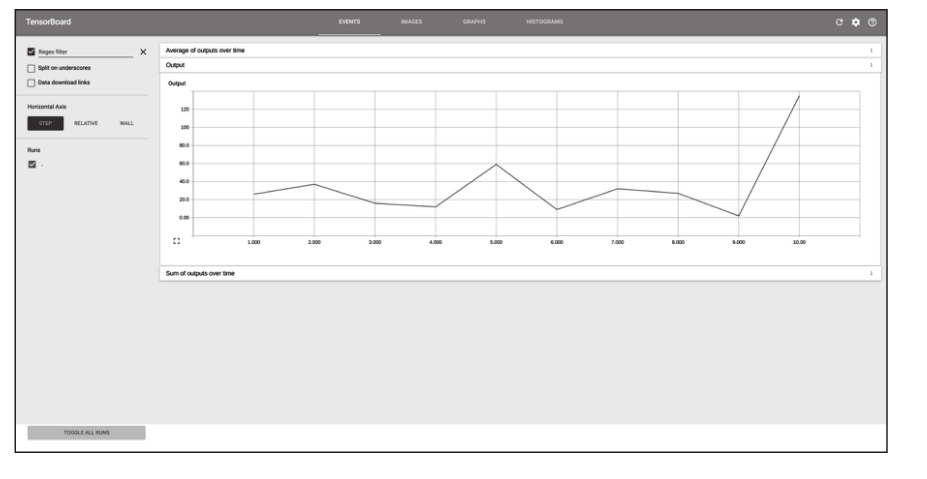 TensorBoard EVENTS IMAGES GRAPHS HISTOGRAMS
Regex filter
Split on underscores
Data download links
Horizontal Axis
STEP RELATIVE WALL
Runs
.
TOGGLE ALL RUNS
Average of outputs over time 1
Output 1
Output
120
100
80.0
60.0
40.0
20.0
0.00
1.000 2.000 3.000 4.000 5.000 6.000 7.000 8.000 9.000 10.00
Sum of outputs over time 1